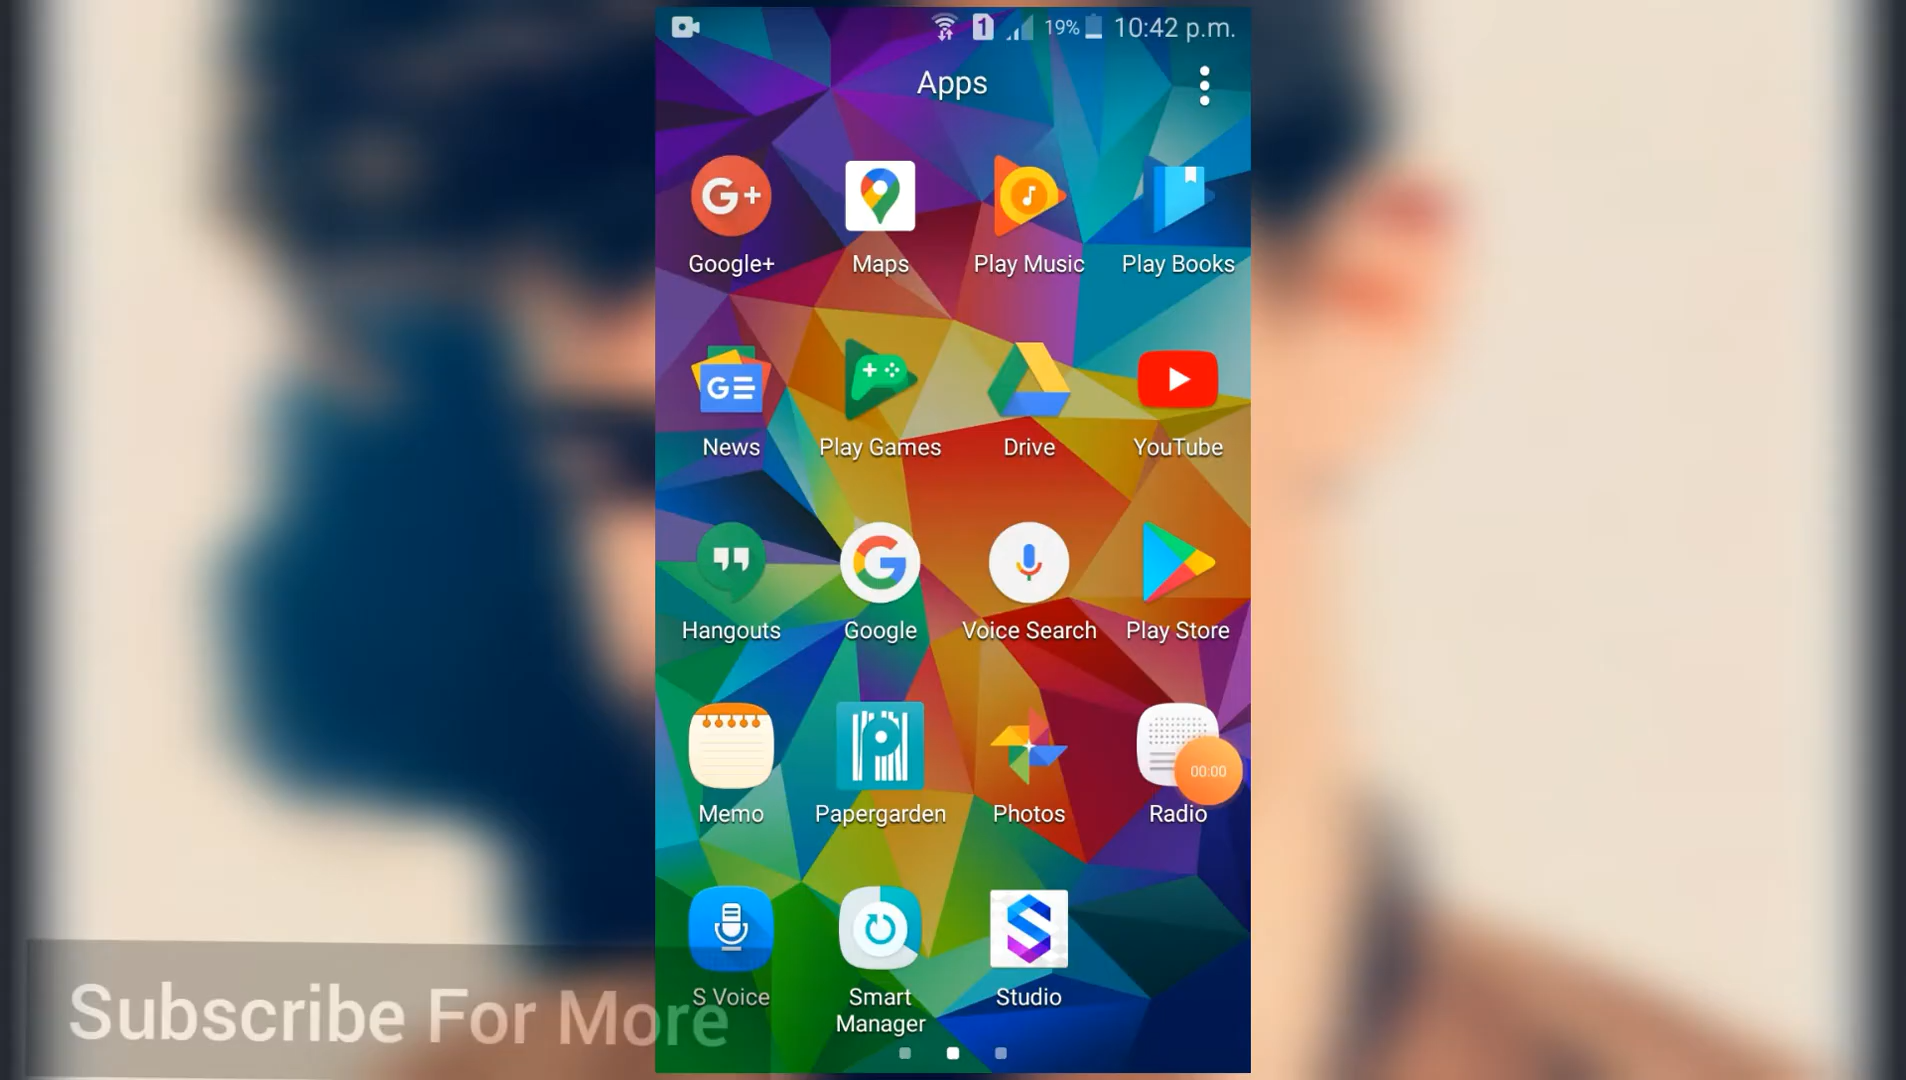 1 19% 10:42 p.m.
Apps
G+
Google+ Maps Play Music Play Books
G
News Play Games Drive YouTube
G
Hangouts Google Voice Search Play Store
P
00:00
Memo Papergarden Photos Radio
S
S Voice Smart Manager Studio
Subscribe For More